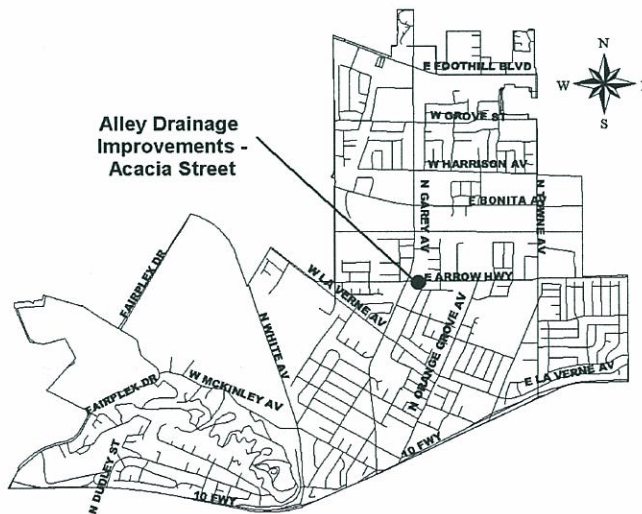 E FOOTHILL BLVD
N
W
S
W GROVE ST
Alley Drainage
Improvements -
Acacia Street
W HARRISON AV
E BONITA AV
N GAREY AV
N TOWNE AV
E ARROW HWY
W LA VERNE AV
FAIRPLEX DR
N WHITE AV
N ORANGE GROVE AV
E LA VERNE AV
W MCKINLEY AV
FAIRPLEX DR
10 FWY
N DUDLEY ST
10 FWY